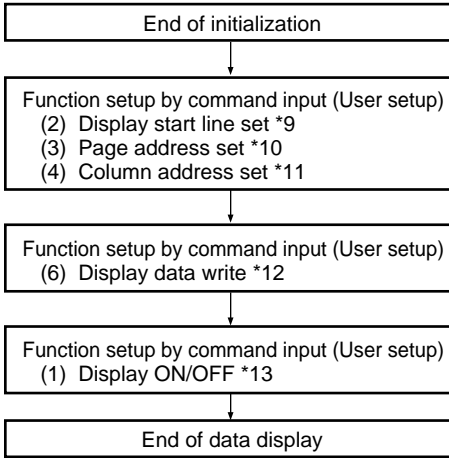 End of initialization
Function setup by command input (User setup)
(2) Display start line set *9
(3) Page address set *10
(4) Column address set *11
Function setup by command input (User setup)
(6) Display data write *12
Function setup by command input (User setup)
(1) Display ON/OFF *13
End of data display